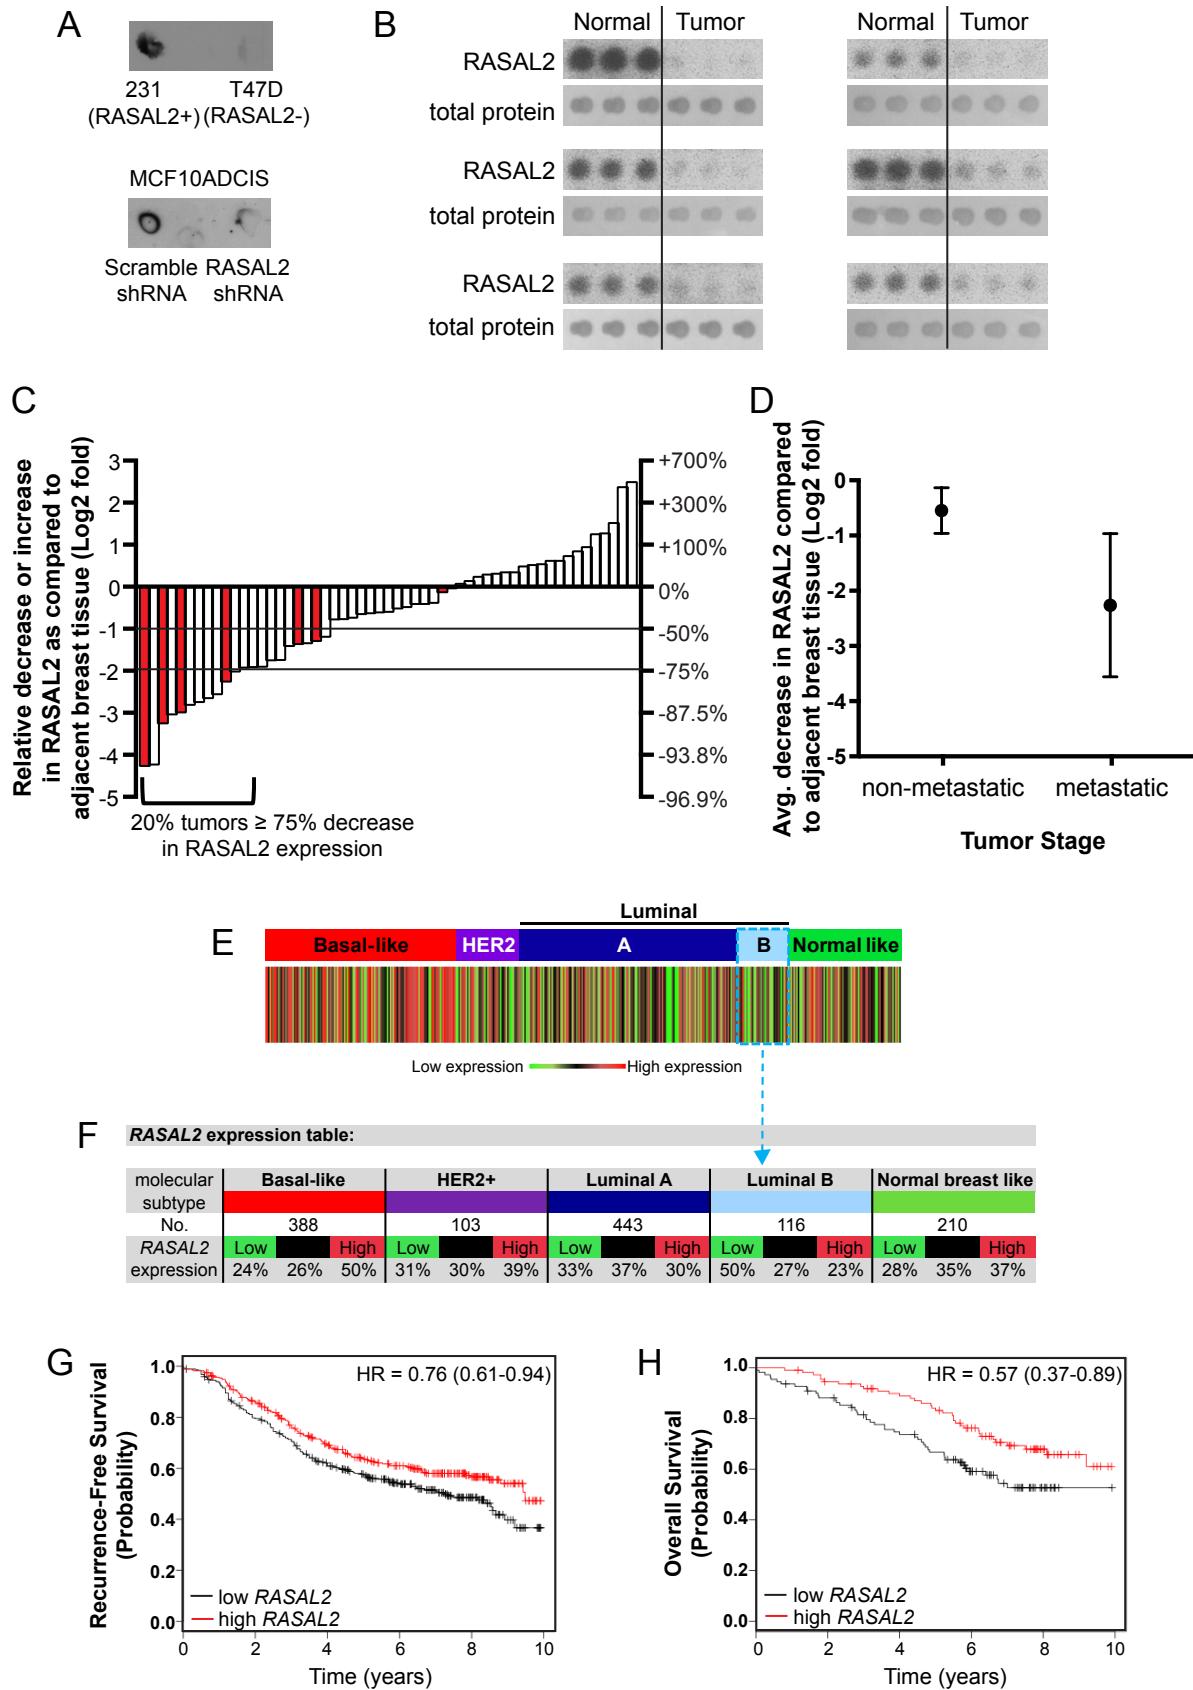 A
231 T47D
(RASAL2+) (RASAL2-)
MCF10ADCIS
Scramble RASAL2
shRNA shRNA
B
Normal Tumor Normal Tumor
RASAL2
total protein
RASAL2
total protein
RASAL2
total protein
C
Relative decrease or increase
in RASAL2 as compared to
adjacent breast tissue (Log2 fold)
3
2
1
0
-1
-2
-3
-4
-5
+700%
+300%
+100%
0%
-50%
-75%
-87.5%
-93.8%
-96.9%
20% tumors ≥ 75% decrease
in RASAL2 expression
D
Avg. decrease in RASAL2 compared
to adjacent breast tissue (Log2 fold)
-0
-1
-2
-3
-4
-5
non-metastatic metastatic
Tumor Stage
E
Luminal
Basal-like HER2 A B Normal like
Low expression High expression
F
RASAL2 expression table:
molecular subtype Basal-like HER2+ Luminal A Luminal B Normal breast like
No. 388 103 443 116 210
RASAL2 expression Low High Low High Low High Low High Low High
24% 26% 50% 31% 30% 39% 33% 37% 30% 50% 27% 23% 28% 35% 37%
G
HR = 0.76 (0.61-0.94)
Recurrence-Free Survival
(Probability)
1.0
0.8
0.6
0.4
0.2
0.0
low RASAL2
high RASAL2
0 2 4 6 8 10
Time (years)
H
HR = 0.57 (0.37-0.89)
Overall Survival
(Probability)
1.0
0.8
0.6
0.4
0.2
0.0
low RASAL2
high RASAL2
0 2 4 6 8 10
Time (years)